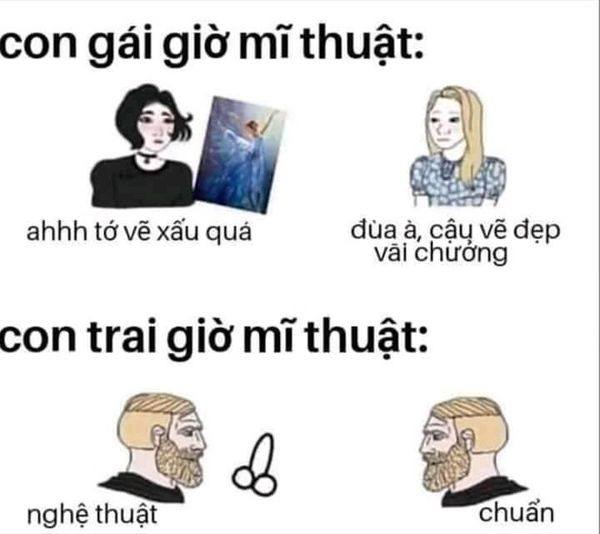 con gái giờ mĩ thuật:
ahhh tớ vẽ xấu quá
đùa à, cậu vẽ đẹp
vãi chưởng
con trai giờ mĩ thuật:
nghệ thuật
chuẩn